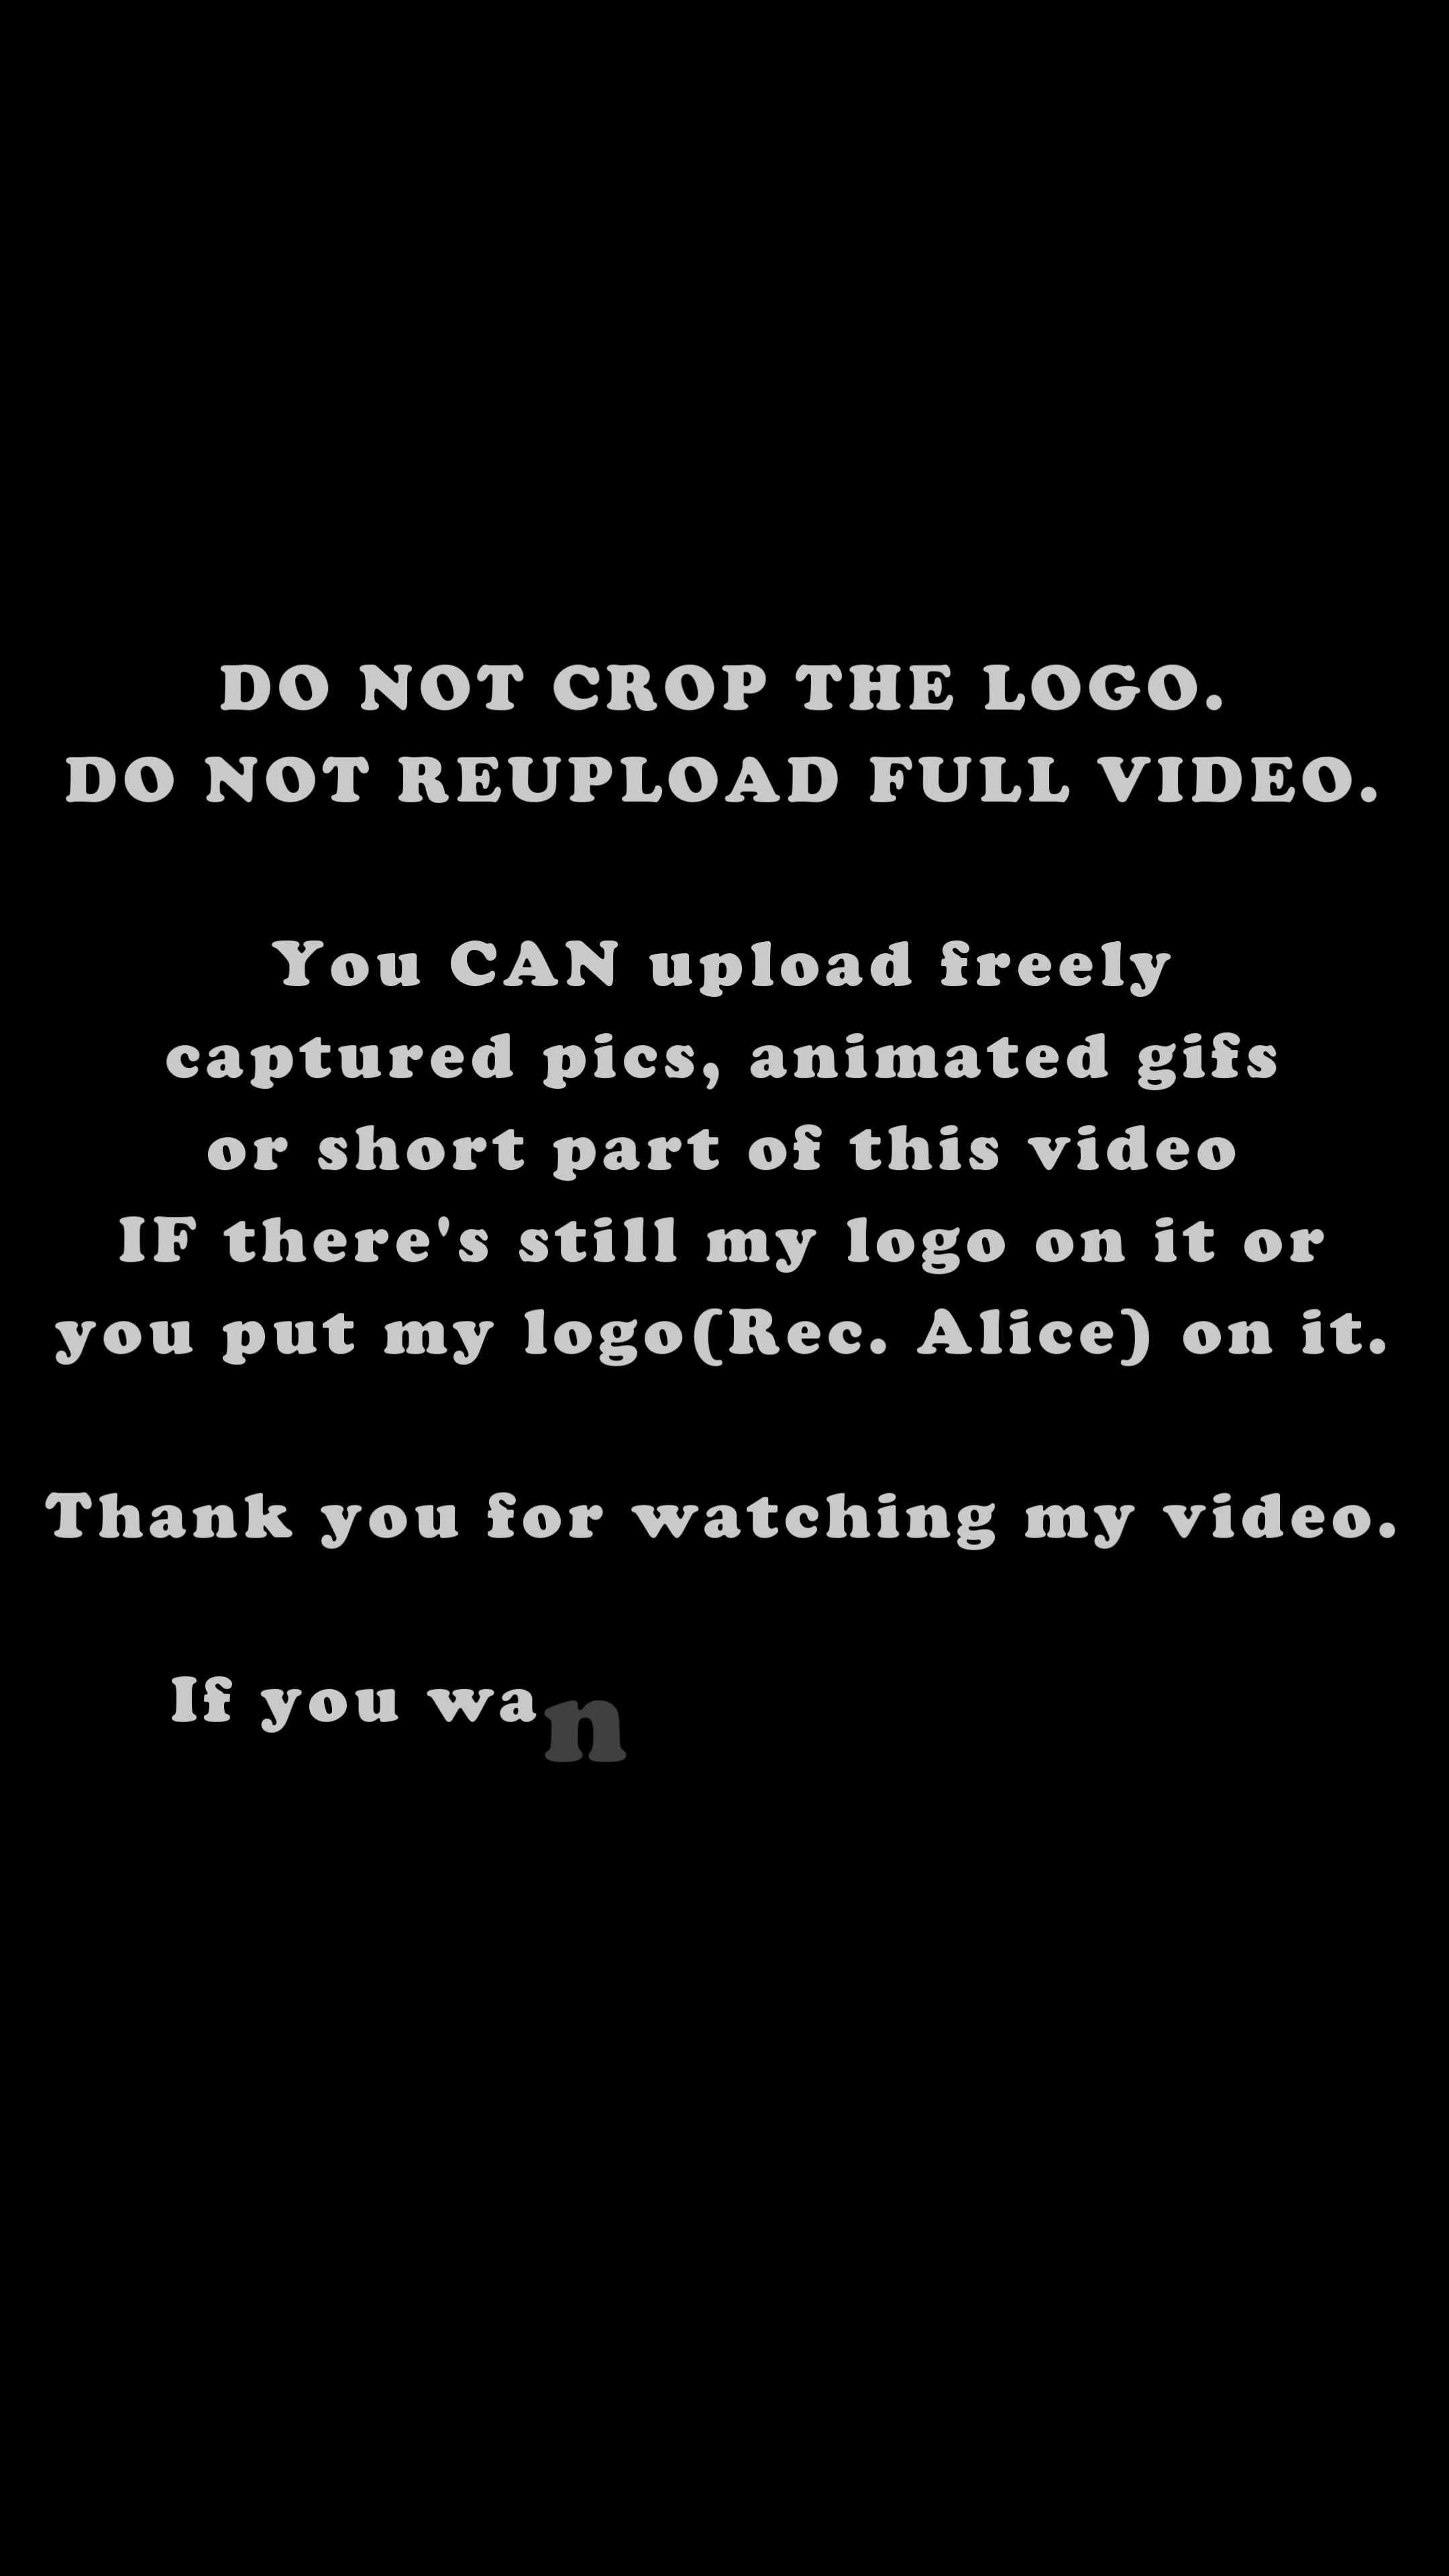 DO NOT CROP THE LOGO.
DO NOT REUPLOAD FULL VIDEO.
You CAN upload freely
captured pics, animated gifs
or short part of this video
IF there's still my logo on it or
you put my logo(Rec. Alice) on it.
Thank you for watching my video.
If you wan